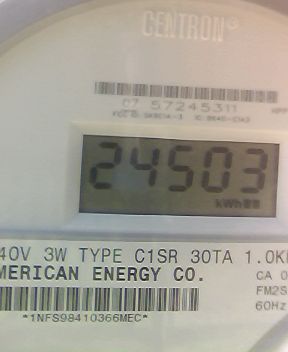 CENTRON
07 57245311
24503
kWh
40V 3W TYPE C1SR 30TA 1.0K
MERICAN ENERGY CO.
CA 0
FM2S
60Hz
*1NFS98410366MEC*